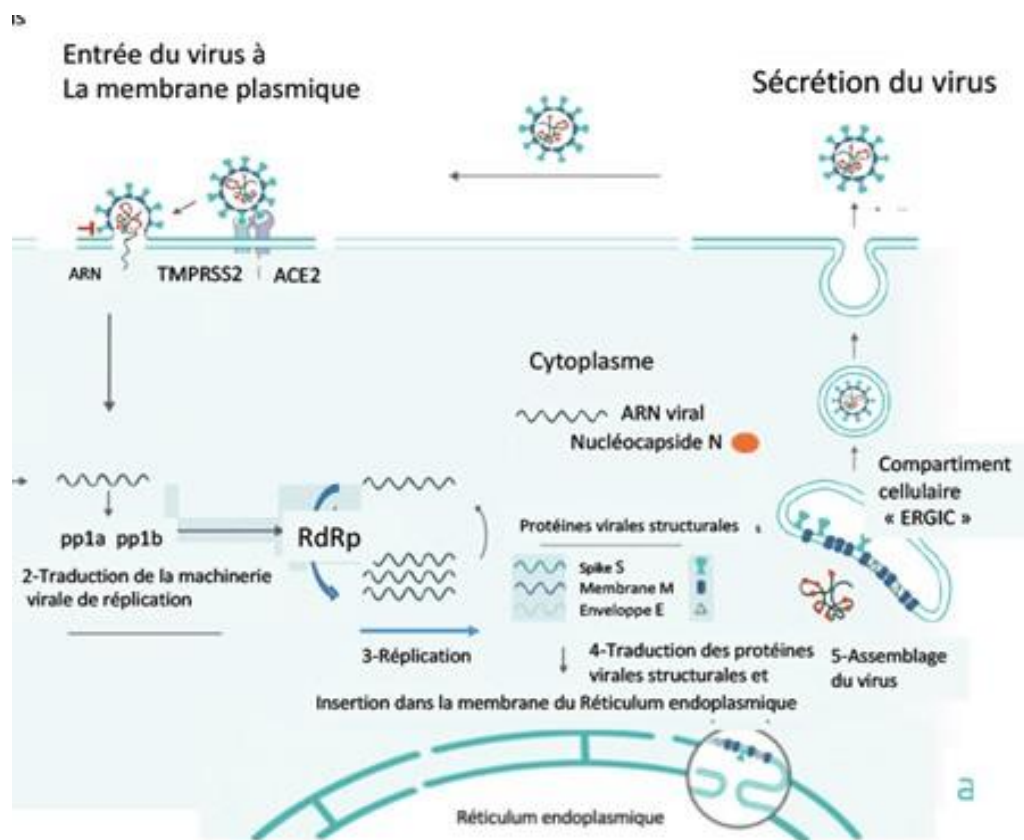 Entrée du virus à
La membrane plasmique
Sécrétion du virus
ARN
TMPRSS2
ACE2
Cytoplasme
ARN viral
Nucléocapside N
Compartiment
cellulaire
« ERGIC »
pp1a pp1b
RdRp
Protéines virales structurales
Spike S
Membrane M
Enveloppe E
2-Traduction de la machinerie
virale de réplication
3-Réplication
4-Traduction des protéines
virales structurales et
Insertion dans la membrane du Réticulum endoplasmique
5-Assemblage
du virus
Réticulum endoplasmique